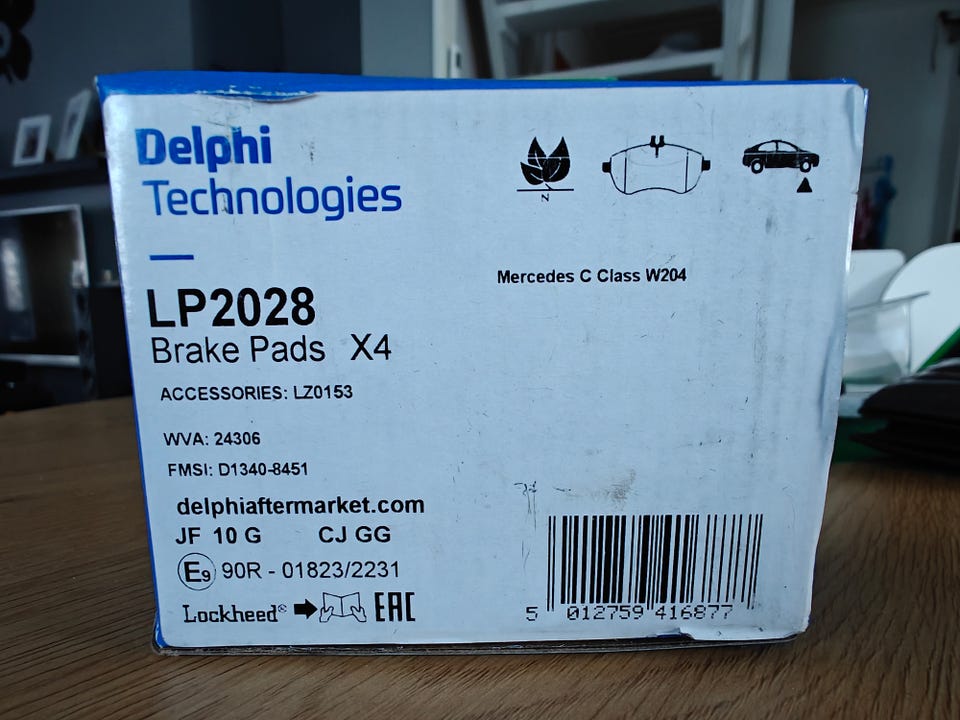 Delphi
Technologies
N
Mercedes C Class W204
LP2028
Brake Pads X4
ACCESSORIES: LZ0153
WVA: 24306
FMSI: D1340-8451
delphiaftermarket.com
JF 10 G CJ GG
E9 90R - 01823/2231
Lockheed® EAC
5 012759 416877